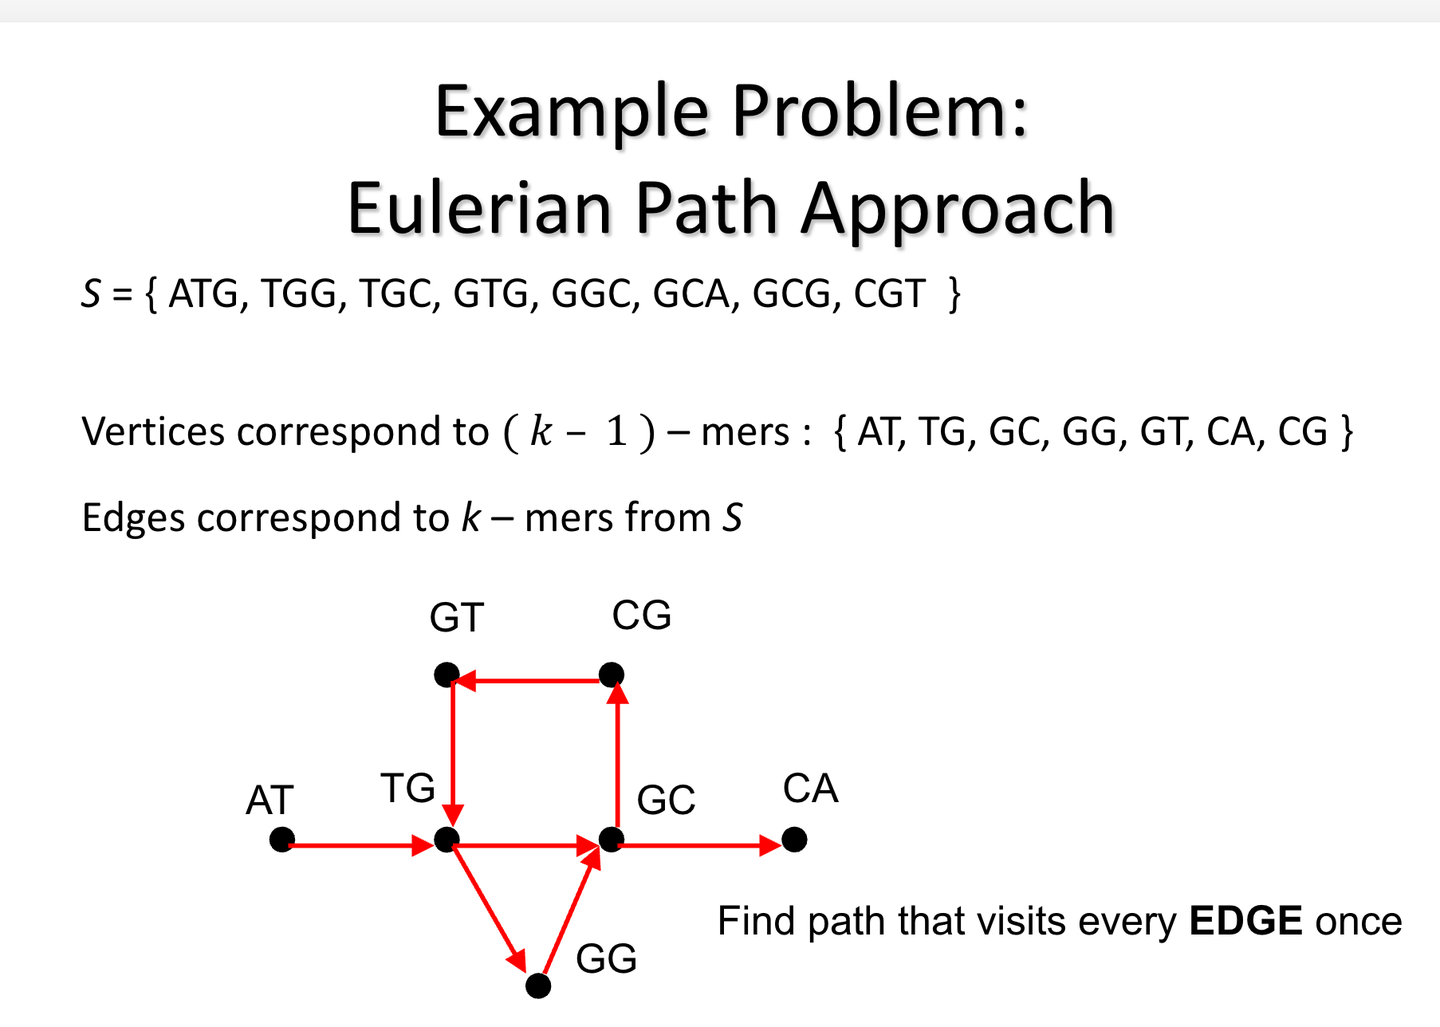 Example Problem:
Eulerian Path Approach
S = { ATG, TGG, TGC, GTG, GGC, GCA, GCG, CGT }
Vertices correspond to ( k – 1 ) – mers : { AT, TG, GC, GG, GT, CA, CG }
Edges correspond to k – mers from S
GT CG
AT TG GC CA
Find path that visits every EDGE once
GG